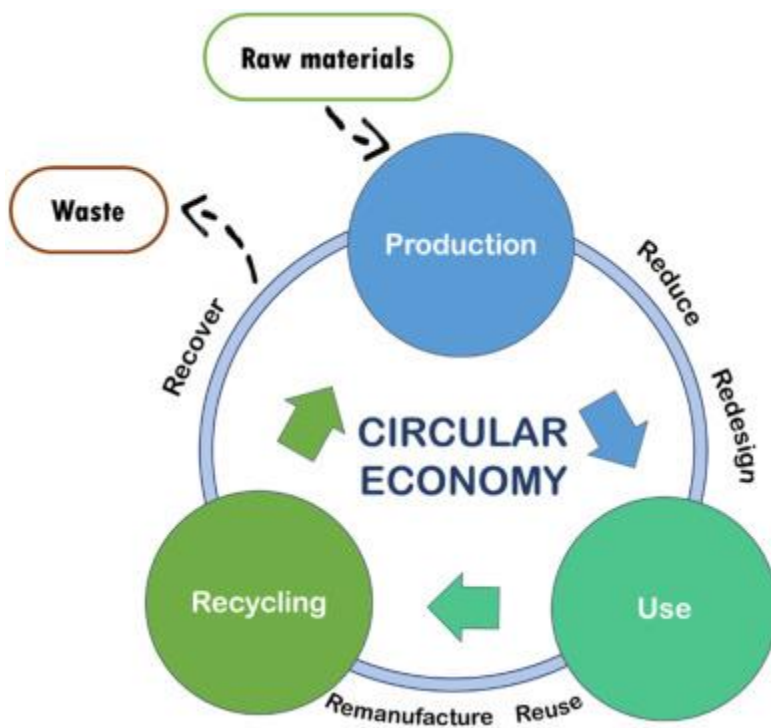 Raw materials
Waste
Production
Reduce
Recover
Redesign
CIRCULAR
ECONOMY
Recycling
Use
Remanufacture
Reuse